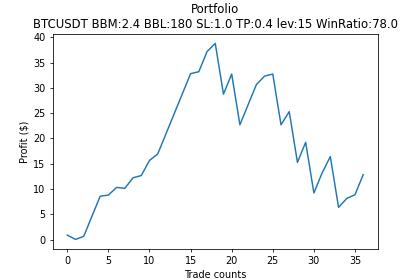 Portfolio
BTCUSDT BBM:2.4 BBL:180 SL:1.0 TP:0.4 lev:15 WinRatio:78.0
40
35
30
25
20
15
10
5
0
Profit ($)
0 5 10 15 20 25 30 35
Trade counts